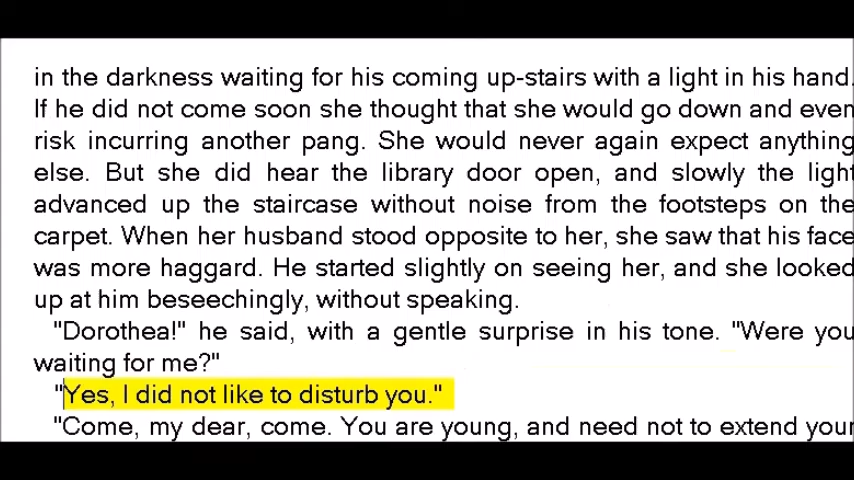 in the darkness waiting for his coming up-stairs with a light in his hand.
If he did not come soon she thought that she would go down and even
risk incurring another pang. She would never again expect anything
else. But she did hear the library door open, and slowly the light
advanced up the staircase without noise from the footsteps on the
carpet. When her husband stood opposite to her, she saw that his face
was more haggard. He started slightly on seeing her, and she looked
up at him beseechingly, without speaking.
"Dorothea!" he said, with a gentle surprise in his tone. "Were you
waiting for me?"
"Yes, I did not like to disturb you."
"Come, my dear, come. You are young, and need not to extend your